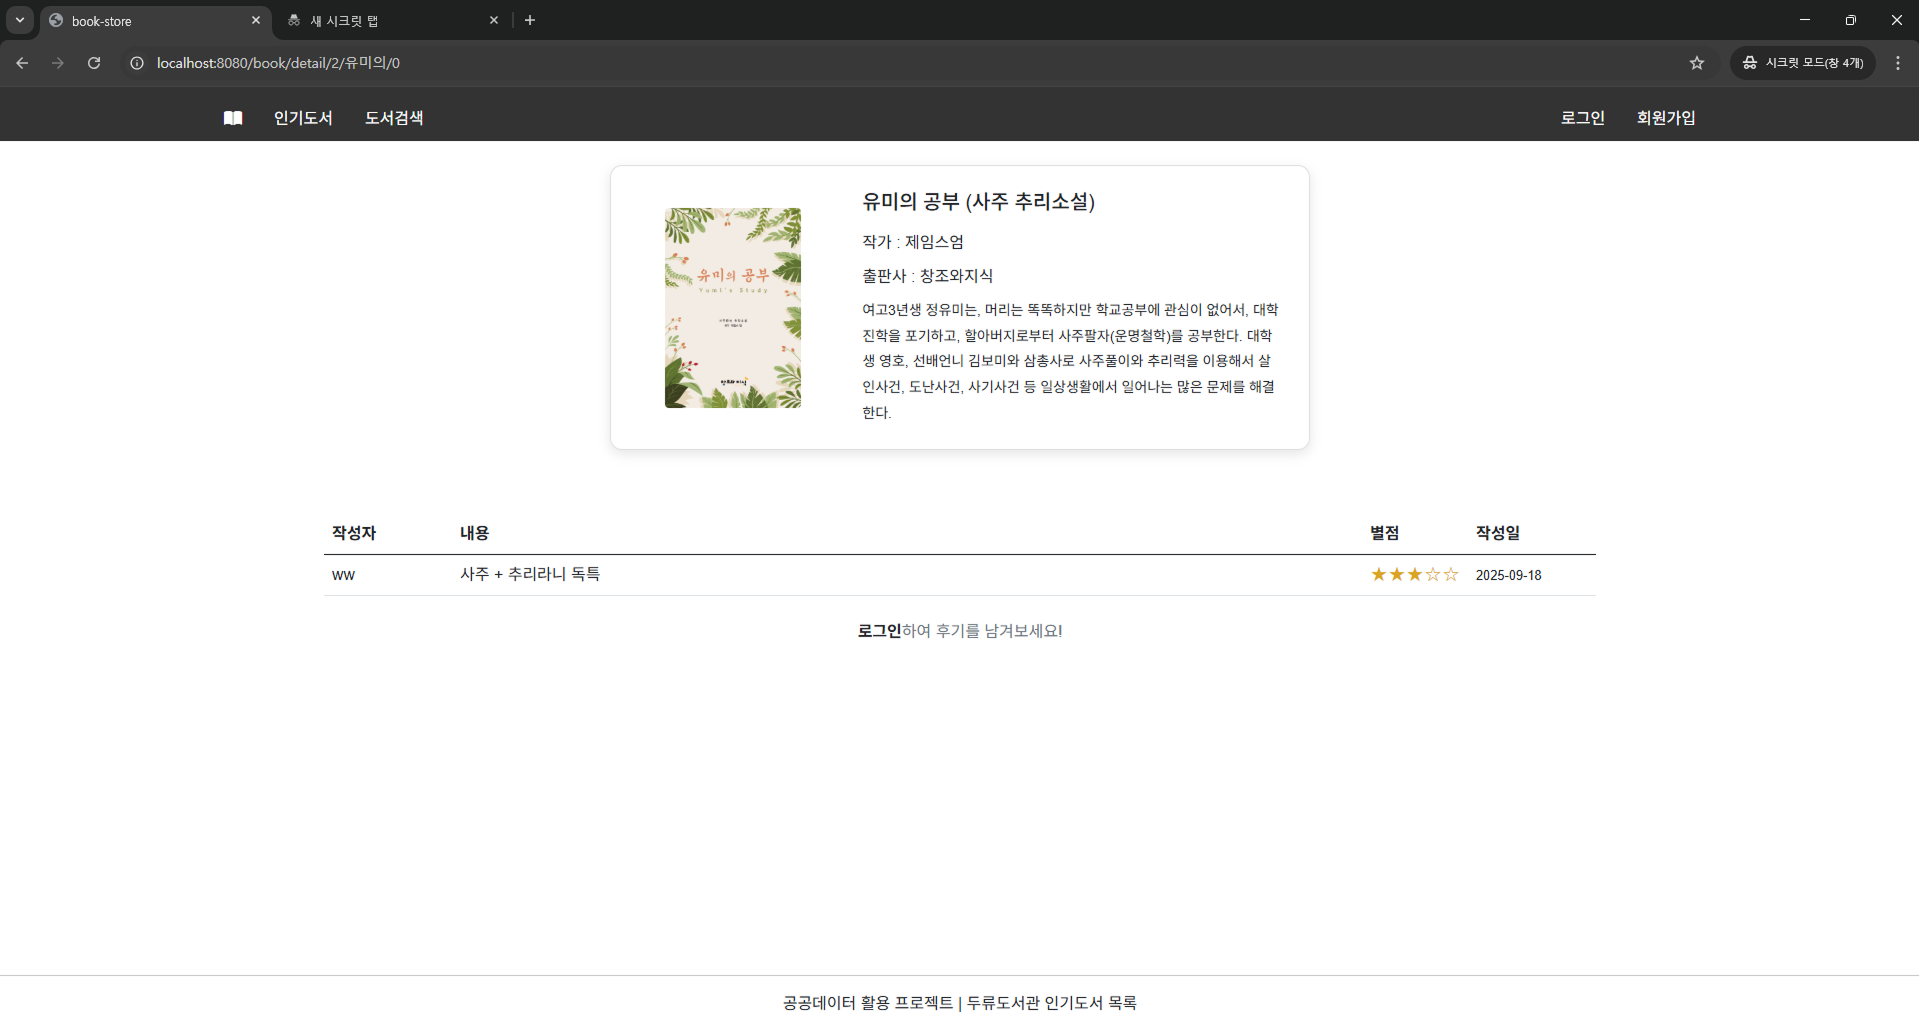 book-store
새 시크릿 탭
localhost:8080/book/detail/2/유미의/0
시크릿 모드(창 4개)
인기도서
도서검색
로그인
회원가입
유미의 공부
Yumi's Study
유미의 공부 (사주 추리소설)
작가 : 제임스엄
출판사 : 창조와지식
여고3년생 정유미는, 머리는 똑똑하지만 학교공부에 관심이 없어서, 대학
진학을 포기하고, 할아버지로부터 사주팔자(운명철학)를 공부한다. 대학
생 영호, 선배언니 김보미와 삼총사로 사주풀이와 추리력을 이용해서 살
인사건, 도난사건, 사기사건 등 일상생활에서 일어나는 많은 문제를 해결
한다.
작성자 내용 별점 작성일
ww 사주 + 추리라니 독특 ★★★☆☆ 2025-09-18
로그인하여 후기를 남겨보세요!
공공데이터 활용 프로젝트 | 두류도서관 인기도서 목록